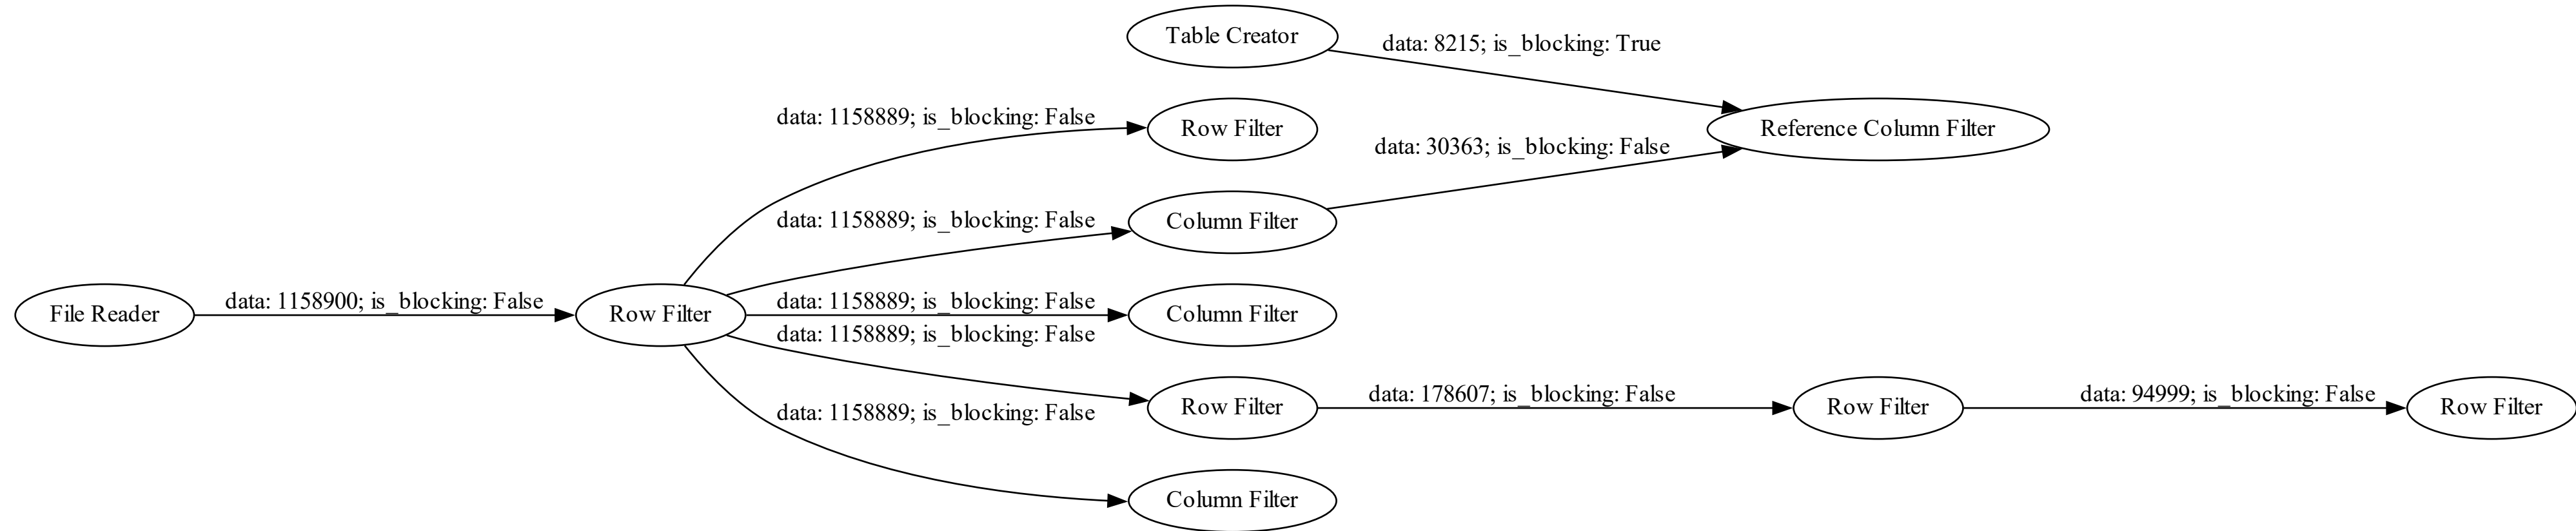 Table Creator
data: 8215; is_blocking: True
data: 1158889; is_blocking: False
Row Filter
Reference Column Filter
data: 30363; is_blocking: False
data: 1158889; is_blocking: False
Column Filter
File Reader
data: 1158900; is_blocking: False
Row Filter
data: 1158889; is_blocking: False
Column Filter
data: 1158889; is_blocking: False
Row Filter
data: 178607; is_blocking: False
Row Filter
data: 94999; is_blocking: False
Row Filter
data: 1158889; is_blocking: False
Column Filter